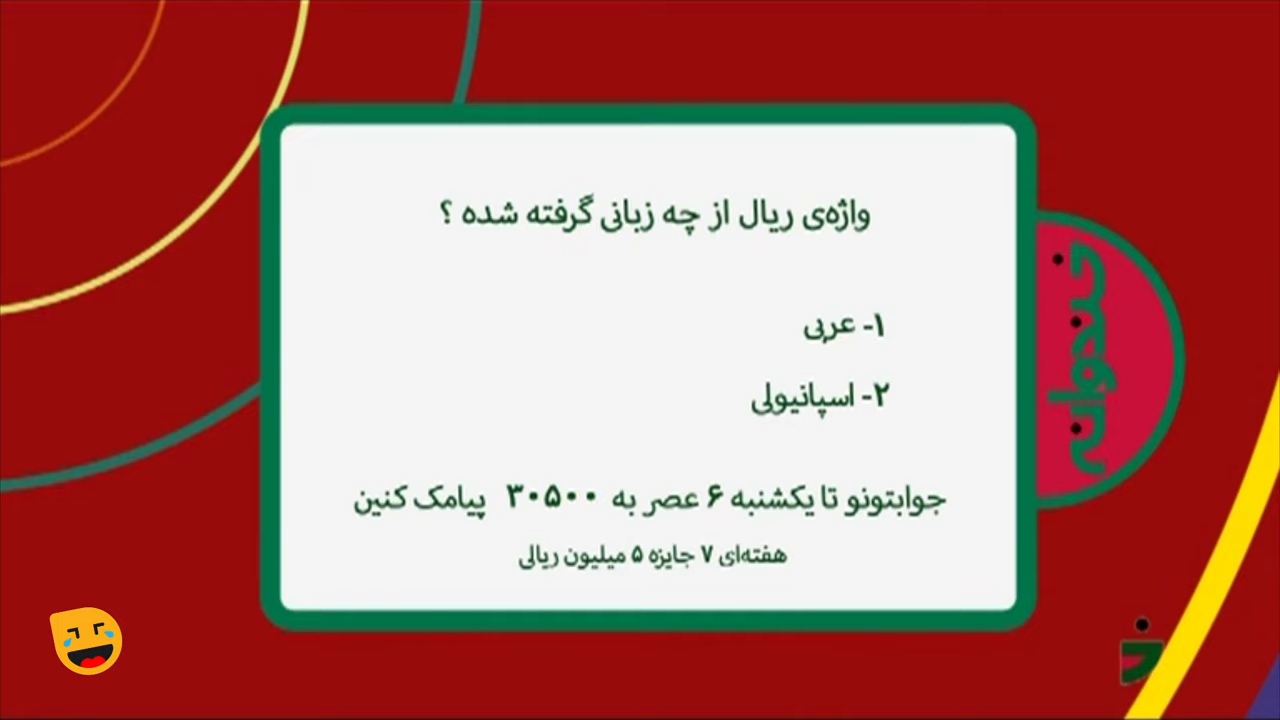 واژه‌ی ریال از چه زبانی گرفته شده ؟
۱- عربی
۲- اسپانیولی
جوابتونو تا یکشنبه ۶ عصر به ۳۰۵۰۰ پیامک کنین
هفته‌ای ۷ جایزه ۵ میلیون ریالی
خندوانه
خ